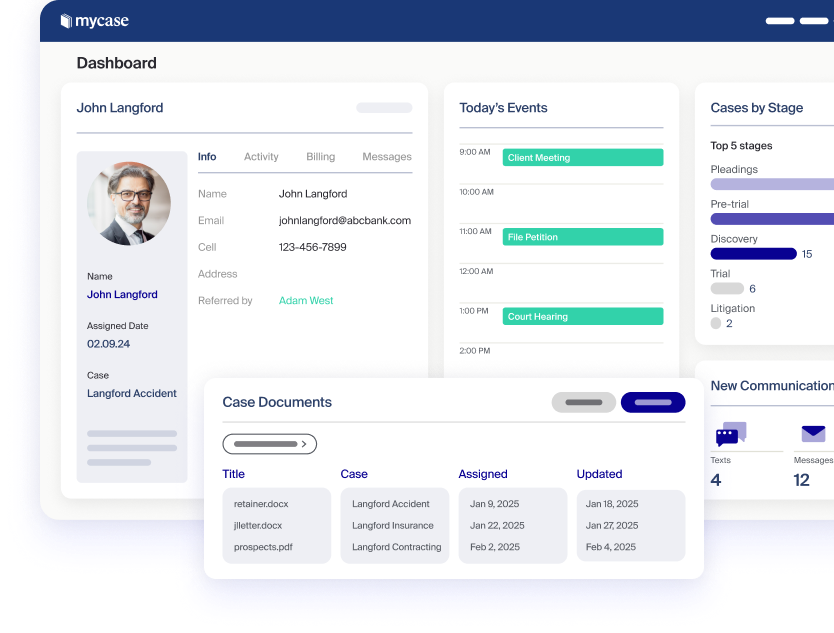 mycase
Dashboard
John Langford
Info Activity Billing Messages
Name John Langford
Email johnlangford@abcbank.com
Cell 123-456-7899
Address
Referred by Adam West
Name
John Langford
Assigned Date
02.09.24
Case
Langford Accident
Today's Events
9:00 AM Client Meeting
10:00 AM
11:00 AM File Petition
12:00 AM
1:00 PM Court Hearing
2:00 PM
Cases by Stage
Top 5 stages
Pleadings
Pre-trial
Discovery
15
Trial
6
Litigation
2
New Communication
Texts Messages
4 12
Case Documents
Title Case Assigned Updated
retainer.docx Langford Accident Jan 9, 2025 Jan 18, 2025
jlletter.docx Langford Insurance Jan 22, 2025 Jan 27, 2025
prospects.pdf Langford Contracting Feb 2, 2025 Feb 4, 2025